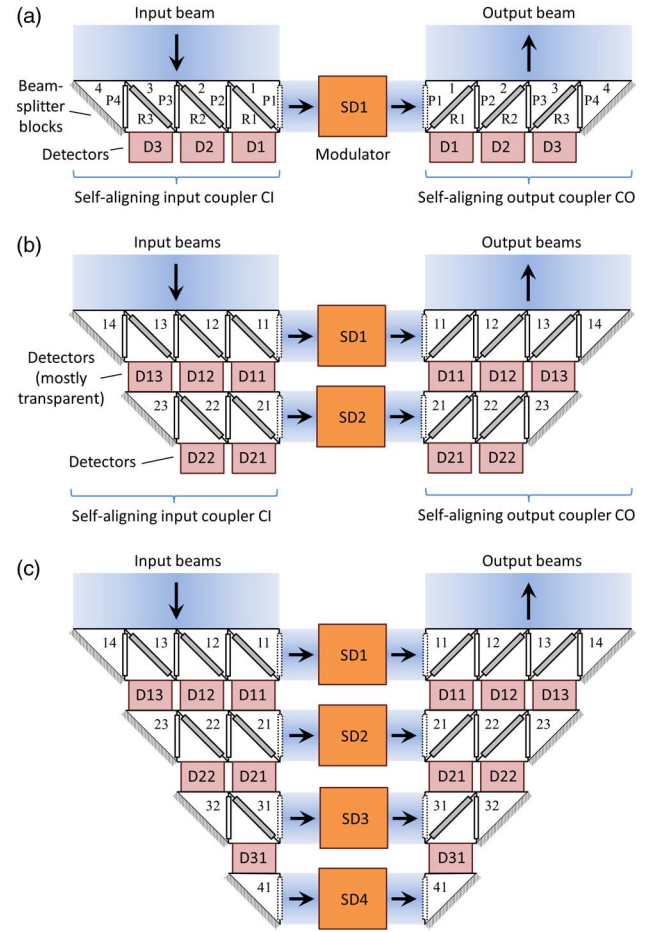 (a)
Input beam
Output beam
Beam-
splitter
blocks
4 3 2 1
P4 P3 P2 P1
R3 R2 R1
SD1
1 2 3 4
P1 P2 P3 P4
R1 R2 R3
Detectors
D3 D2 D1
Modulator
D1 D2 D3
Self-aligning input coupler CI
Self-aligning output coupler CO
(b)
Input beams
Output beams
14 13 12 11
SD1
11 12 13 14
Detectors
(mostly
transparent)
D13 D12 D11
D11 D12 D13
23 22 21
SD2
21 22 23
Detectors
D22 D21
D21 D22
Self-aligning input coupler CI
Self-aligning output coupler CO
(c)
Input beams
Output beams
14 13 12 11
SD1
11 12 13 14
D13 D12 D11
D11 D12 D13
23 22 21
SD2
21 22 23
D22 D21
D21 D22
32 31
SD3
31 32
D31
D31
41
SD4
41